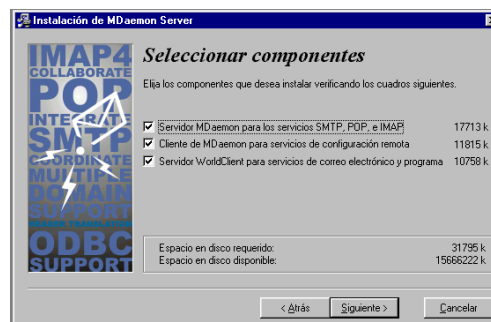 Instalación de MDaemon Server
IMAP4
COLLABORATE
POP
INTEGRATE
SMTP
COORDINATE
MULTIPLE
DOMAIN
SUPPORT
ODBC
SUPPORT
Seleccionar componentes
Elija los componentes que desea instalar verificando los cuadros siguientes.
Servidor MDaemon para los servicios SMTP, POP, e IMAP 17713 k
Cliente de MDaemon para servicios de configuración remota 11815 k
Servidor WorldClient para servicios de correo electrónico y programa 10758 k
Espacio en disco requerido: 31795 k
Espacio en disco disponible: 15666222 k
< Atrás Siguiente > Cancelar